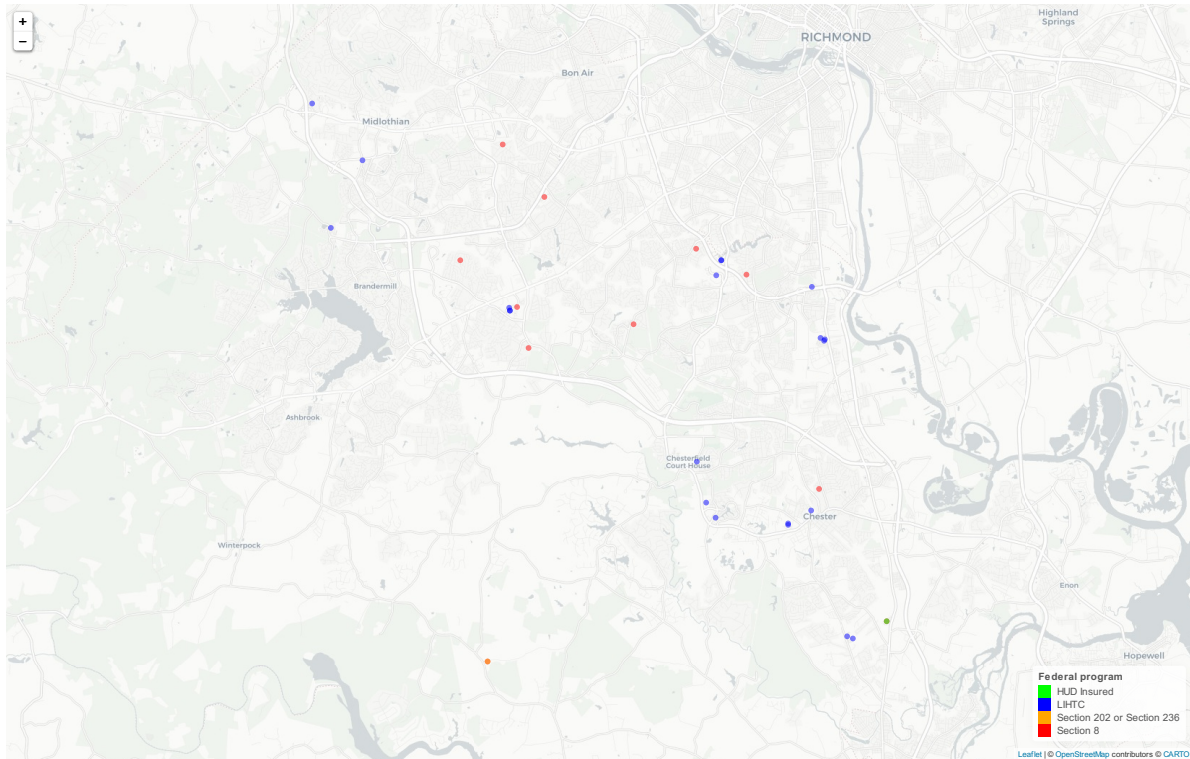 +
−
Highland
Springs
RICHMOND
Bon Air
Midlothian
Brandermill
Ashbrook
Chesterfield
Court House
Chester
Winterpock
Enon
Hopewell
Federal program
HUD Insured
LIHTC
Section 202 or Section 236
Section 8
Leaflet | © OpenStreetMap contributors © CARTO